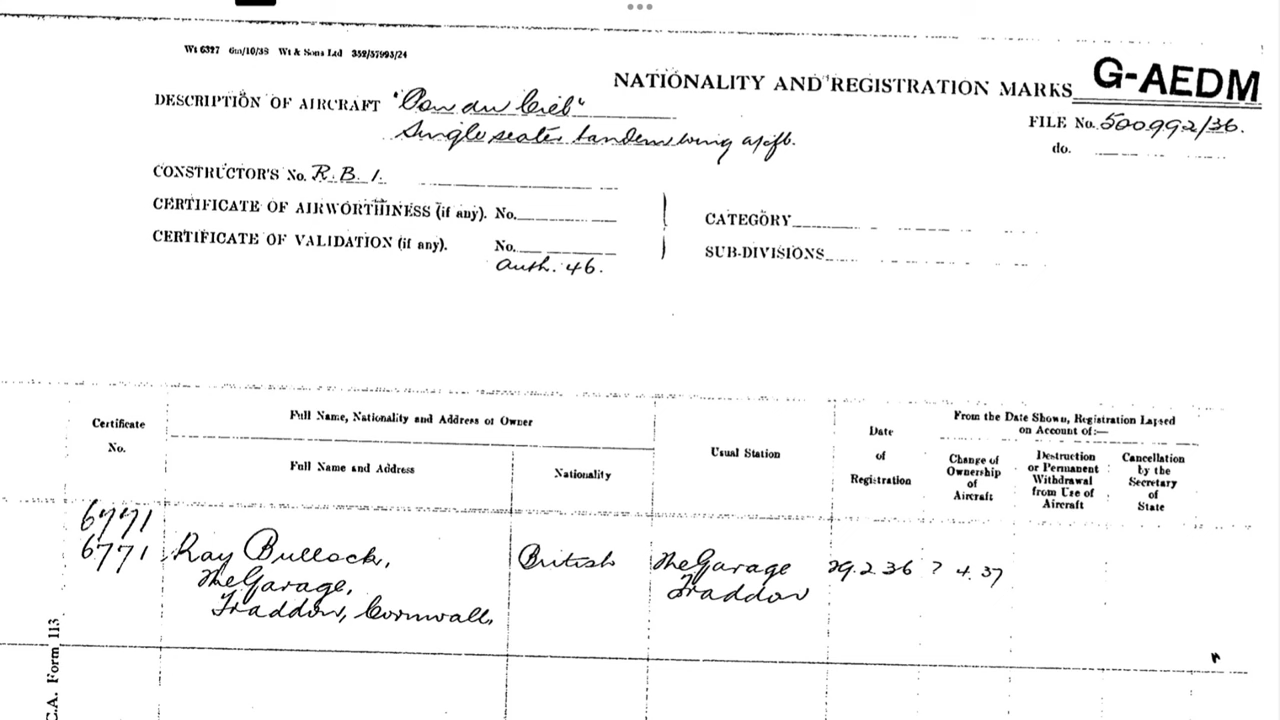 Wt 6327 6m/10/38 Wt & Sons Ltd 352/37993/24
NATIONALITY AND REGISTRATION MARKS G-AEDM
DESCRIPTION OF AIRCRAFT "Pou du Ciel"
Single seater tandem wing a/cft.
FILE No. 500992/36.
do.
CONSTRUCTOR'S No. R.B. 1.
CERTIFICATE OF AIRWORTHINESS (if any). No.
CATEGORY
CERTIFICATE OF VALIDATION (if any). No.
SUB-DIVISIONS
Auth. 46.
Certificate No.
Full Name, Nationality and Address of Owner
Full Name and Address
Nationality
Usual Station
Date of Registration
From the Date Shown, Registration Lapsed on Account of:—
Change of Ownership of Aircraft
Destruction or Permanent Withdrawal from Use of Aircraft
Cancellation by the Secretary of State
6771
6771 Ray Bullock, British The Garage 29.2.36 ? 4.37
The Garage, Fraddon
Fraddon, Cornwall,
C.A. Form 113